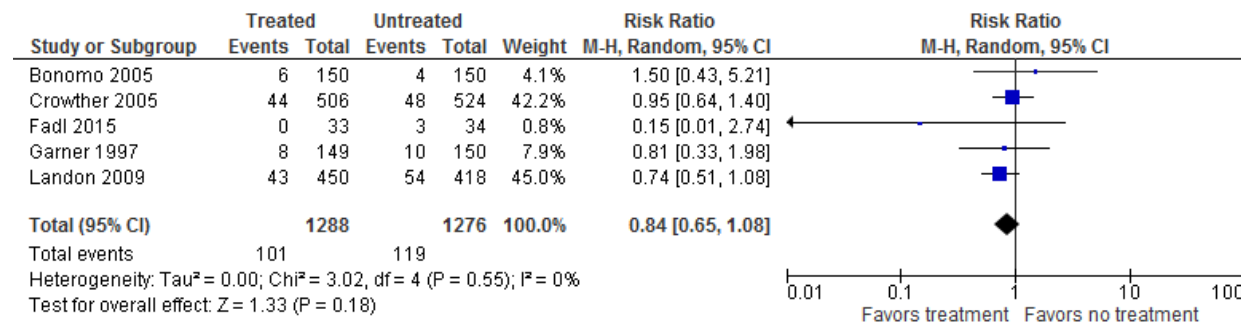 Treated Untreated Risk Ratio Risk Ratio
Study or Subgroup Events Total Events Total Weight M-H, Random, 95% CI M-H, Random, 95% CI
Bonomo 2005 6 150 4 150 4.1% 1.50 [0.43, 5.21]
Crowther 2005 44 506 48 524 42.2% 0.95 [0.64, 1.40]
Fadl 2015 0 33 3 34 0.8% 0.15 [0.01, 2.74]
Garner 1997 8 149 10 150 7.9% 0.81 [0.33, 1.98]
Landon 2009 43 450 54 418 45.0% 0.74 [0.51, 1.08]
Total (95% CI) 1288 1276 100.0% 0.84 [0.65, 1.08]
Total events 101 119
Heterogeneity: Tau² = 0.00; Chi² = 3.02, df = 4 (P = 0.55); I² = 0%
Test for overall effect: Z = 1.33 (P = 0.18)
0.01 0.1 1 10 100
Favors treatment Favors no treatment